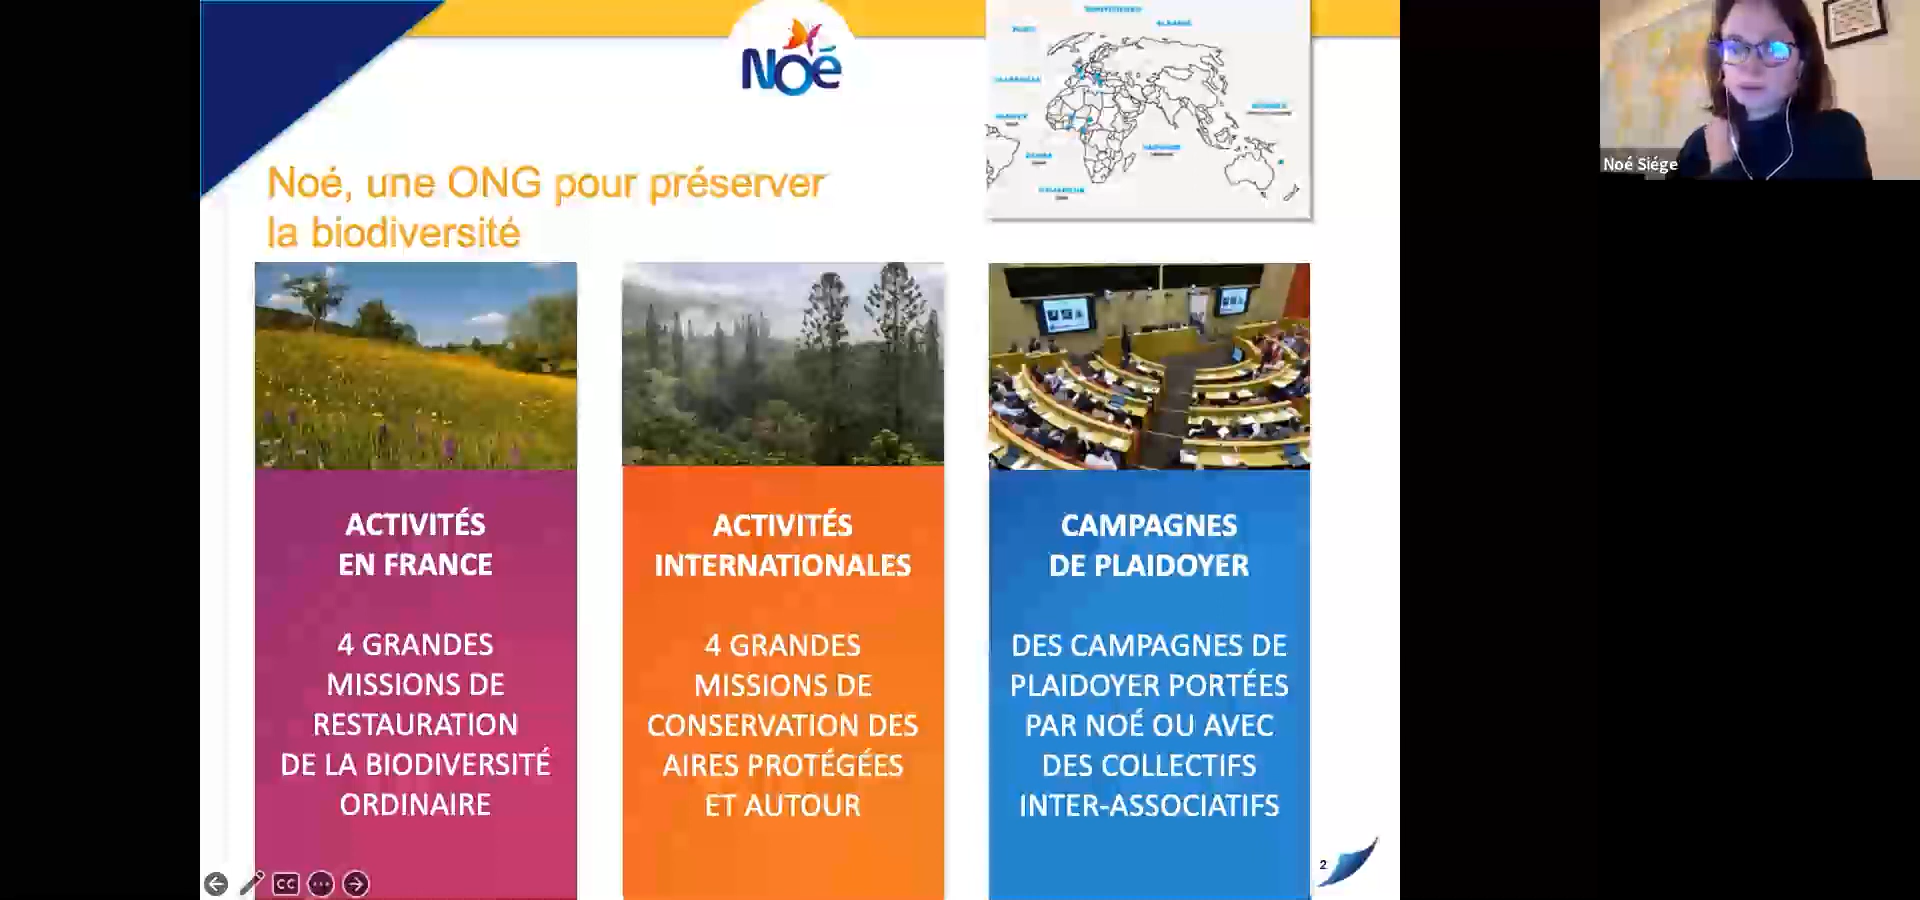 Noé
Noé, une ONG pour préserver
la biodiversité
ACTIVITÉS
EN FRANCE
4 GRANDES
MISSIONS DE
RESTAURATION
DE LA BIODIVERSITÉ
ORDINAIRE
ACTIVITÉS
INTERNATIONALES
4 GRANDES
MISSIONS DE
CONSERVATION DES
AIRES PROTÉGÉES
ET AUTOUR
CAMPAGNES
DE PLAIDOYER
DES CAMPAGNES DE
PLAIDOYER PORTÉES
PAR NOÉ OU AVEC
DES COLLECTIFS
INTER-ASSOCIATIFS
2
CC
Noé Siége